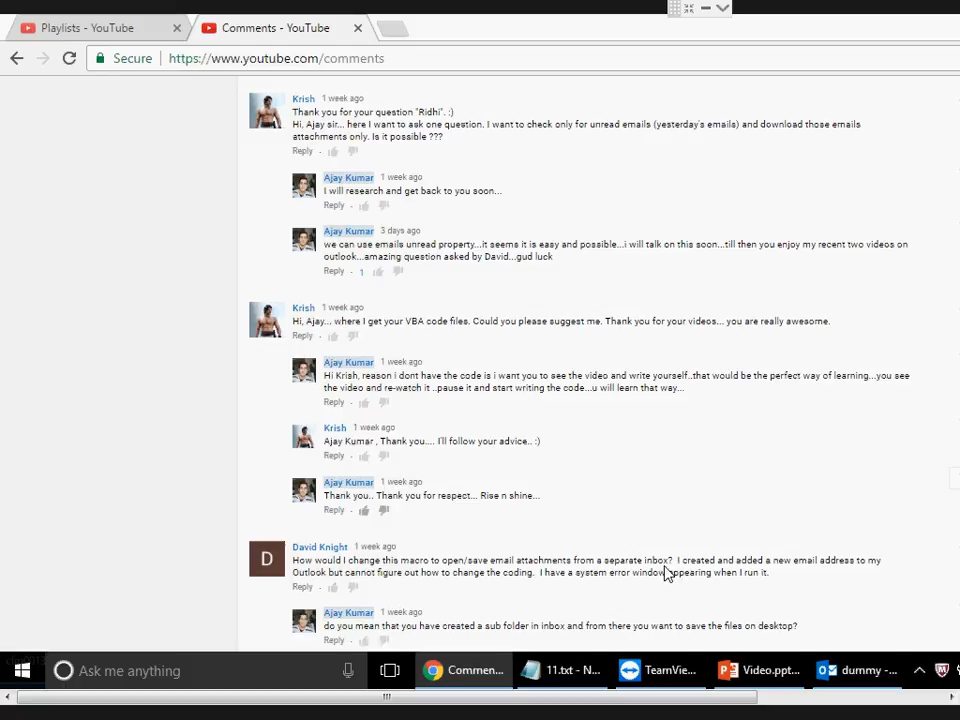 Playlists - YouTube
Comments - YouTube
Secure https://www.youtube.com/comments
Krish 1 week ago
Thank you for your question "Ridhi". :)
Hi, Ajay sir... here I want to ask one question. I want to check only for unread emails (yesterday's emails) and download those emails
attachments only. Is it possible ???
Reply
Ajay Kumar 1 week ago
I will research and get back to you soon...
Reply
Ajay Kumar 3 days ago
we can use emails unread property...it seems it is easy and possible...i will talk on this soon...till then you enjoy my recent two videos on
outlook...amazing question asked by David...gud luck
Reply 1
Krish 1 week ago
Hi, Ajay... where I get your VBA code files. Could you please suggest me. Thank you for your videos... you are really awesome.
Reply
Ajay Kumar 1 week ago
Hi Krish, reason i dont have the code is i want you to see the video and write yourself..that would be the perfect way of learning...you see
the video and re-watch it ..pause it and start writing the code...u will learn that way...
Reply
Krish 1 week ago
Ajay Kumar , Thank you.... I'll follow your advice.. :)
Reply
Ajay Kumar 1 week ago
Thank you.. Thank you for respect... Rise n shine...
Reply
D
David Knight 1 week ago
How would I change this macro to open/save email attachments from a separate inbox? I created and added a new email address to my
Outlook but cannot figure out how to change the coding. I have a system error window appearing when I run it.
Reply
Ajay Kumar 1 week ago
do you mean that you have created a sub folder in inbox and from there you want to save the files on desktop?
Reply
Ask me anything
Commen...
11.txt - N...
TeamVie...
Video.ppt...
dummy -...